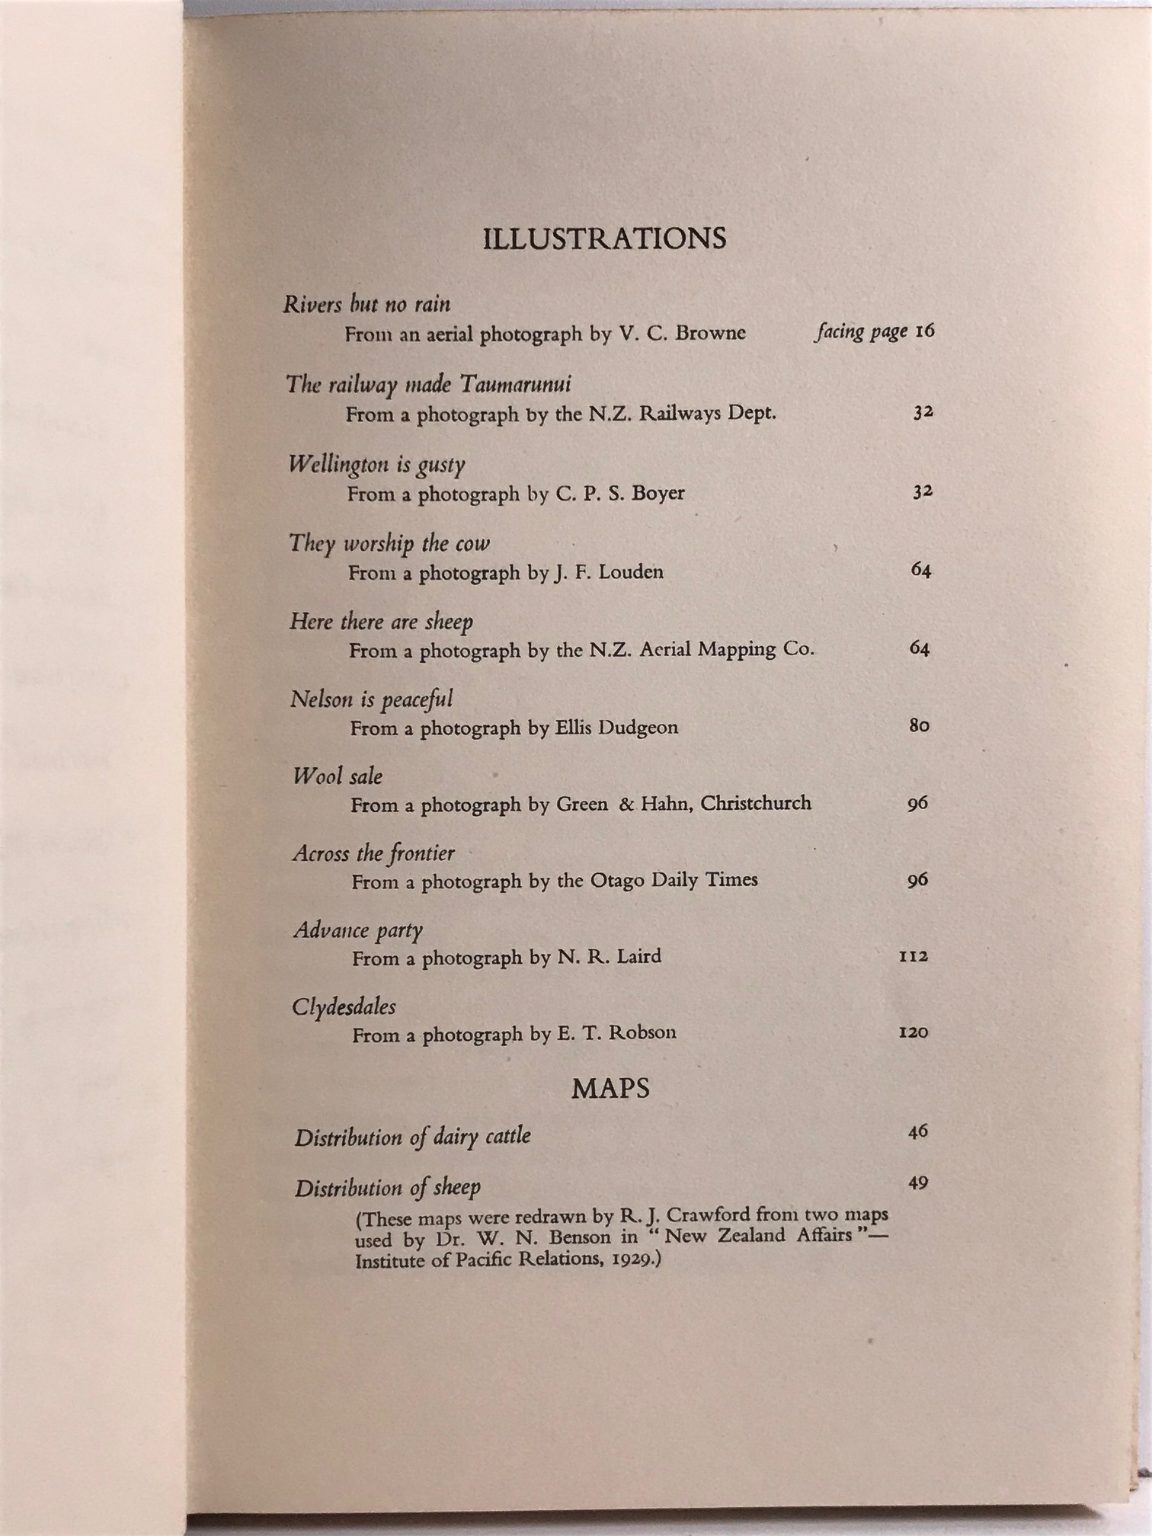 ILLUSTRATIONS
Rivers but no rain
From an aerial photograph by V. C. Browne facing page 16
The railway made Taumarunui
From a photograph by the N.Z. Railways Dept. 32
Wellington is gusty
From a photograph by C. P. S. Boyer 32
They worship the cow
From a photograph by J. F. Louden 64
Here there are sheep
From a photograph by the N.Z. Aerial Mapping Co. 64
Nelson is peaceful
From a photograph by Ellis Dudgeon 80
Wool sale
From a photograph by Green & Hahn, Christchurch 96
Across the frontier
From a photograph by the Otago Daily Times 96
Advance party
From a photograph by N. R. Laird 112
Clydesdales
From a photograph by E. T. Robson 120
MAPS
Distribution of dairy cattle 46
Distribution of sheep 49
(These maps were redrawn by R. J. Crawford from two maps
used by Dr. W. N. Benson in “ New Zealand Affairs ”—
Institute of Pacific Relations, 1929.)